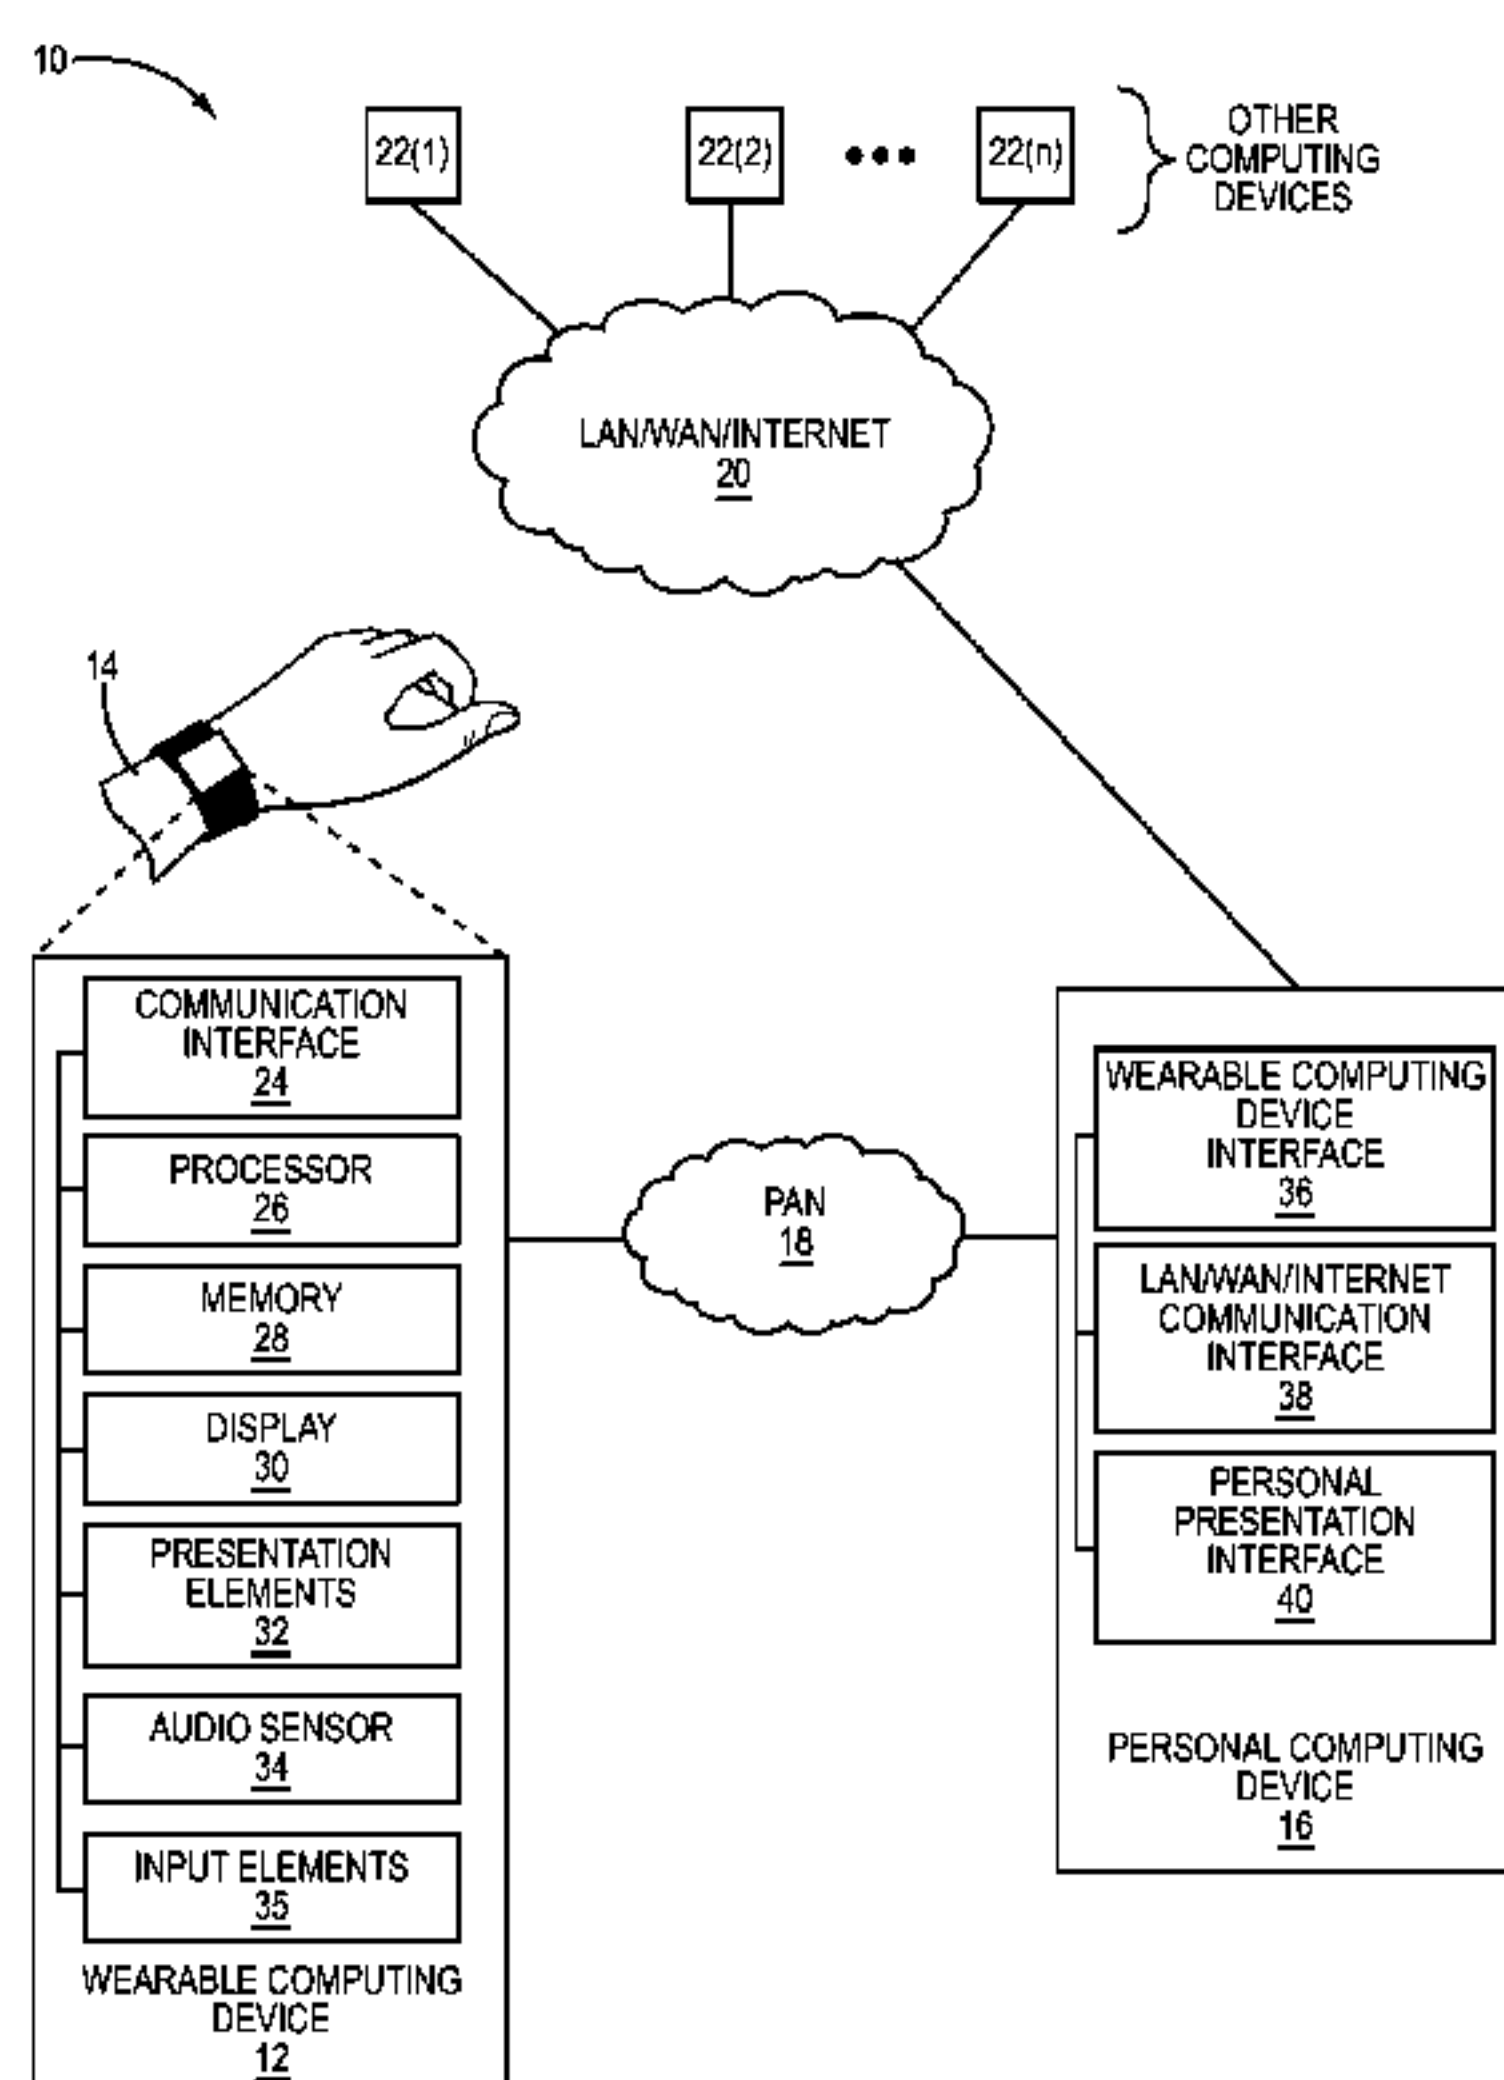 10
22(1)
22(2)
22(n)
OTHER
COMPUTING
DEVICES
LAN/WAN/INTERNET
20
14
COMMUNICATION
INTERFACE
24
PROCESSOR
26
MEMORY
28
DISPLAY
30
PRESENTATION
ELEMENTS
32
AUDIO SENSOR
34
INPUT ELEMENTS
35
WEARABLE COMPUTING
DEVICE
12
PAN
18
WEARABLE COMPUTING
DEVICE
INTERFACE
36
LAN/WAN/INTERNET
COMMUNICATION
INTERFACE
38
PERSONAL
PRESENTATION
INTERFACE
40
PERSONAL COMPUTING
DEVICE
16